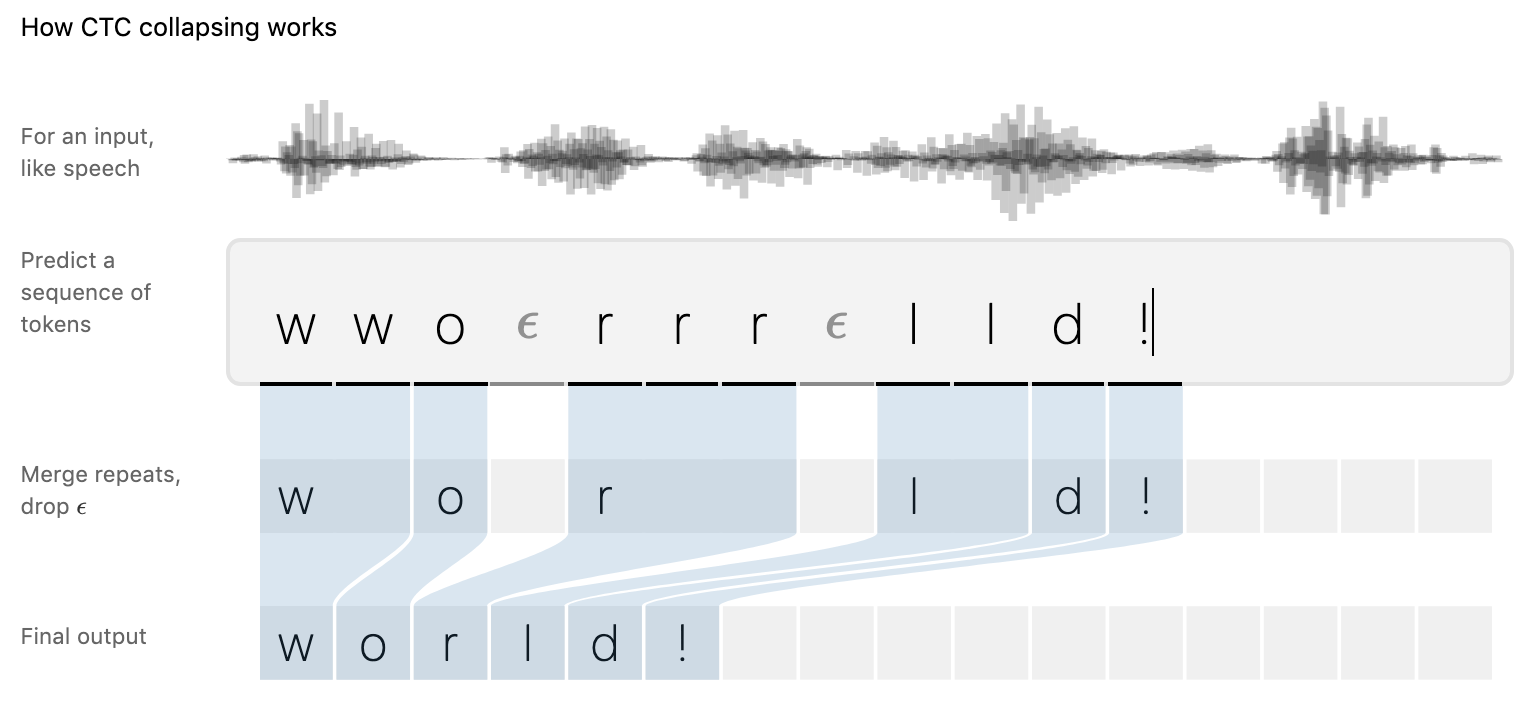 How CTC collapsing works
For an input,
like speech
Predict a
sequence of
tokens
w w o ϵ r r r ϵ l l d !
Merge repeats,
drop ϵ
w o r l d !
Final output
w o r l d !